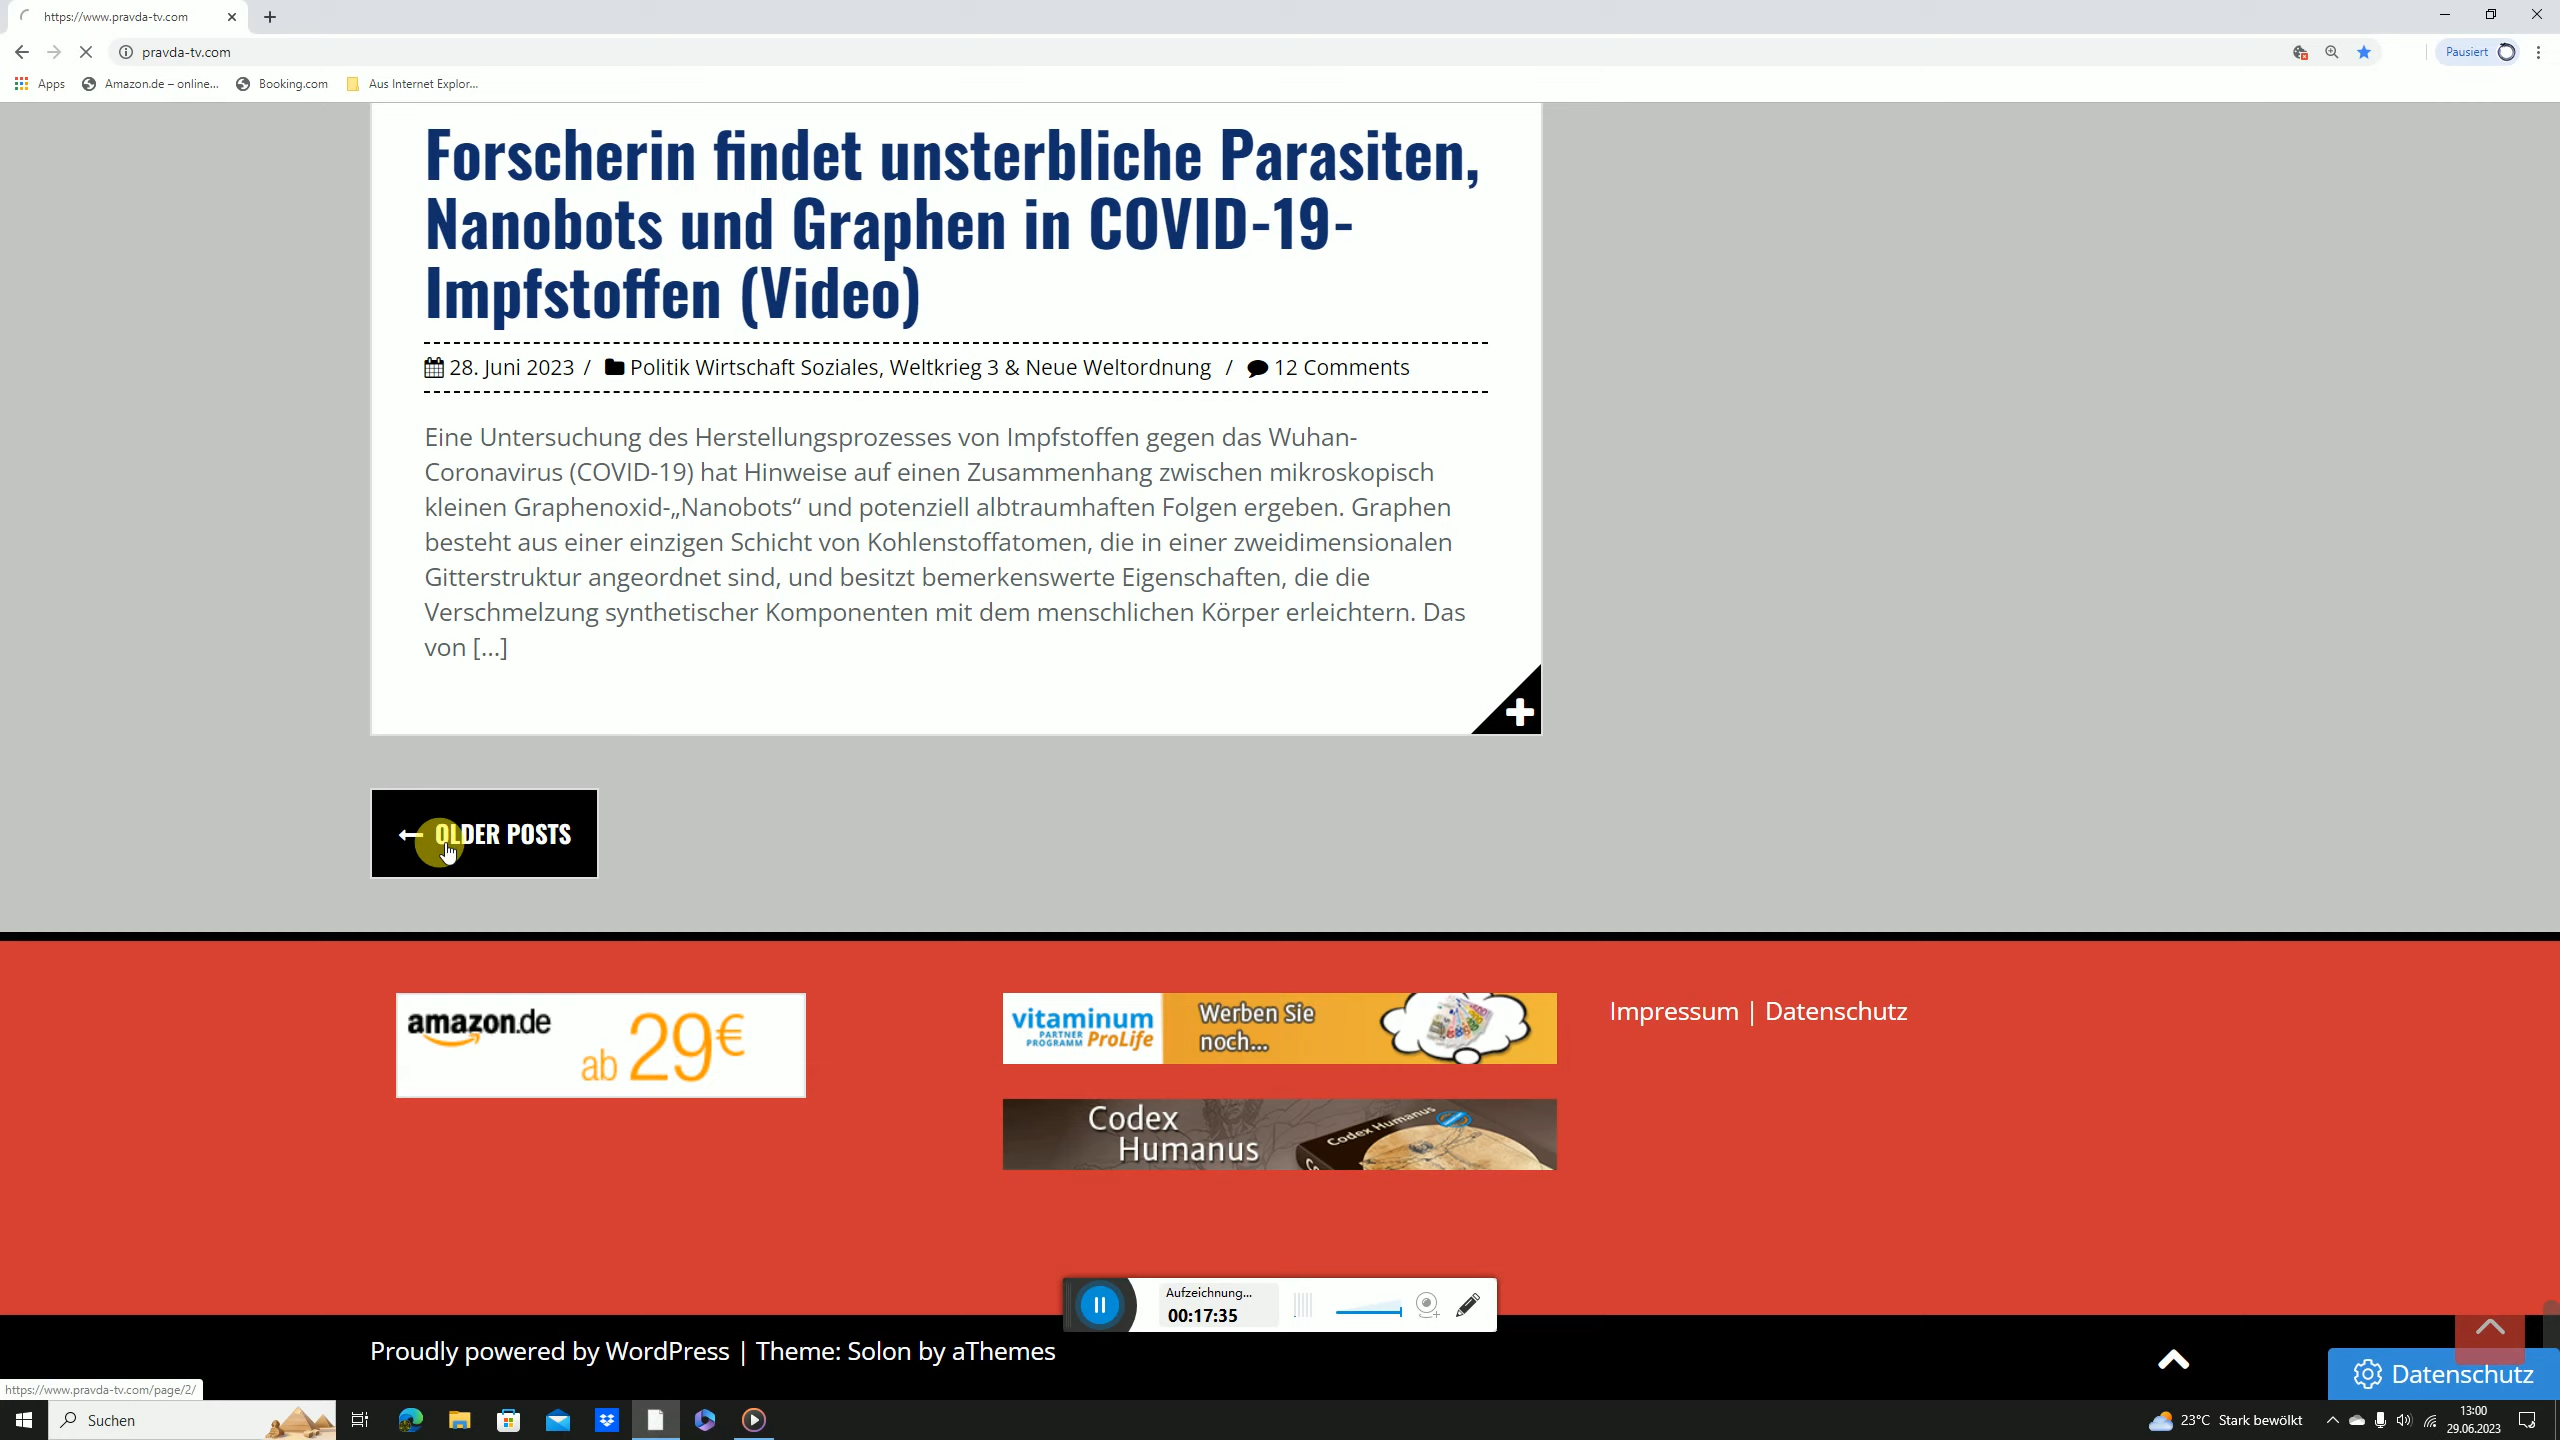 https://www.pravda-tv.com
pravda-tv.com
Pausiert
Apps
Amazon.de – online...
Booking.com
Aus Internet Explor...
Forscherin findet unsterbliche Parasiten,
Nanobots und Graphen in COVID-19-
Impfstoffen (Video)
28. Juni 2023 / Politik Wirtschaft Soziales, Weltkrieg 3 & Neue Weltordnung / 12 Comments
Eine Untersuchung des Herstellungsprozesses von Impfstoffen gegen das Wuhan-
Coronavirus (COVID-19) hat Hinweise auf einen Zusammenhang zwischen mikroskopisch
kleinen Graphenoxid-„Nanobots“ und potenziell albtraumhaften Folgen ergeben. Graphen
besteht aus einer einzigen Schicht von Kohlenstoffatomen, die in einer zweidimensionalen
Gitterstruktur angeordnet sind, und besitzt bemerkenswerte Eigenschaften, die die
Verschmelzung synthetischer Komponenten mit dem menschlichen Körper erleichtern. Das
von [...]
← OLDER POSTS
amazon.de
ab 29€
vitaminum
PARTNER
PROGRAMM ProLife
Werben Sie
noch...
Impressum | Datenschutz
Codex
Humanus
Codex Humanus
Aufzeichnung...
00:17:35
Proudly powered by WordPress | Theme: Solon by aThemes
Datenschutz
https://www.pravda-tv.com/page/2/
Suchen
23°C Stark bewölkt
13:00
29.06.2023